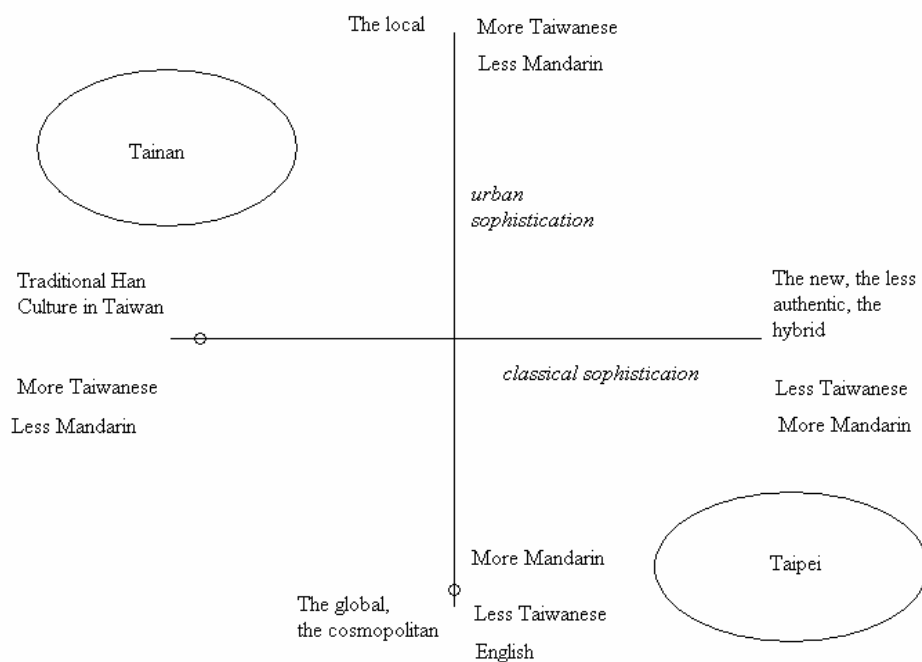 The local
More Taiwanese
Less Mandarin
Tainan
urban
sophistication
Traditional Han
Culture in Taiwan
The new, the less
authentic, the
hybrid
classical sophisticaion
More Taiwanese
Less Mandarin
Less Taiwanese
More Mandarin
More Mandarin
Taipei
The global,
the cosmopolitan
Less Taiwanese
English